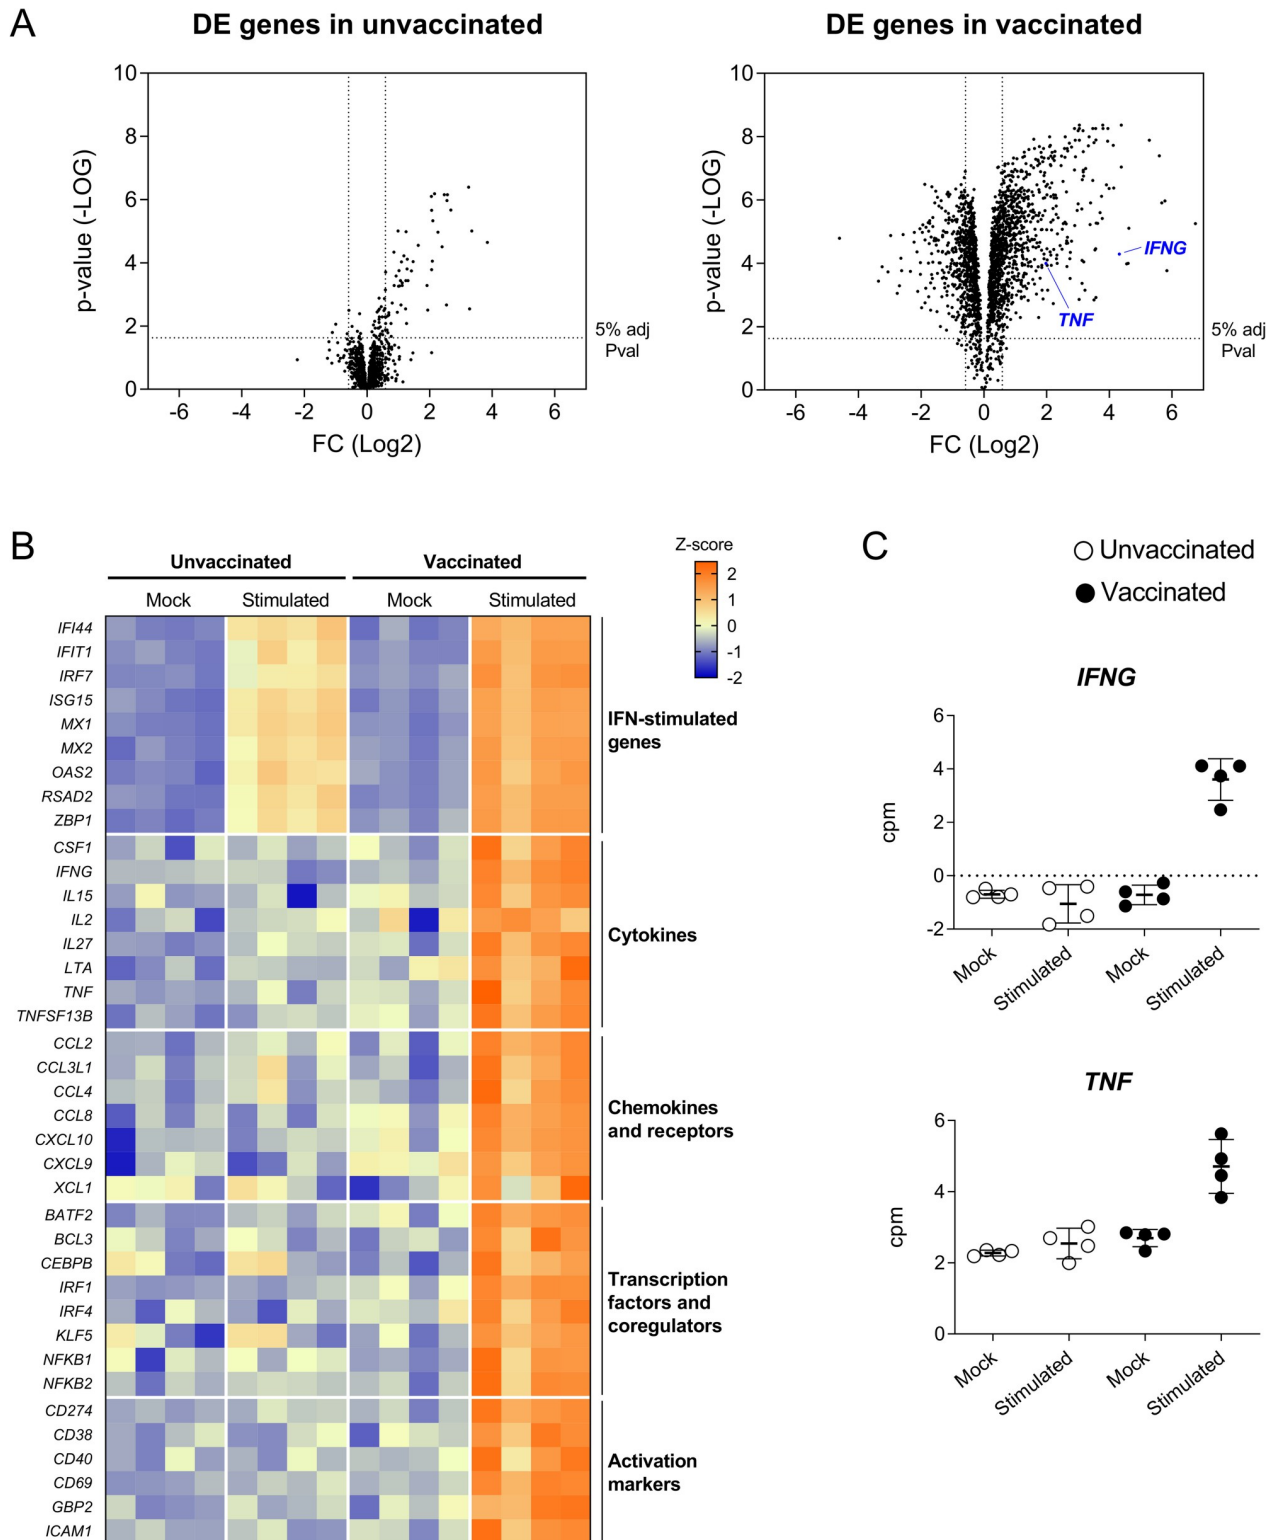 A
DE genes in unvaccinated
DE genes in vaccinated
10
8
6
4
2
0
p-value (-LOG)
-6
-4
-2
0
2
4
6
FC (Log2)
5% adj
Pval
10
8
6
4
2
0
p-value (-LOG)
IFNG
TNF
-6
-4
-2
0
2
4
6
FC (Log2)
5% adj
Pval
B
Unvaccinated
Vaccinated
Mock
Stimulated
Mock
Stimulated
Z-score
2
1
0
-1
-2
IFI44
IFIT1
IRF7
ISG15
MX1
MX2
OAS2
RSAD2
ZBP1
IFN-stimulated
genes
CSF1
IFNG
IL15
IL2
IL27
LTA
TNF
TNFSF13B
Cytokines
CCL2
CCL3L1
CCL4
CCL8
CXCL10
CXCL9
XCL1
Chemokines
and receptors
BATF2
BCL3
CEBPB
IRF1
IRF4
KLF5
NFKB1
NFKB2
Transcription
factors and
coregulators
CD274
CD38
CD40
CD69
GBP2
ICAM1
Activation
markers
C
Unvaccinated
Vaccinated
IFNG
6
4
2
0
-2
cpm
Mock
Stimulated
Mock
Stimulated
TNF
6
4
2
0
cpm
Mock
Stimulated
Mock
Stimulated